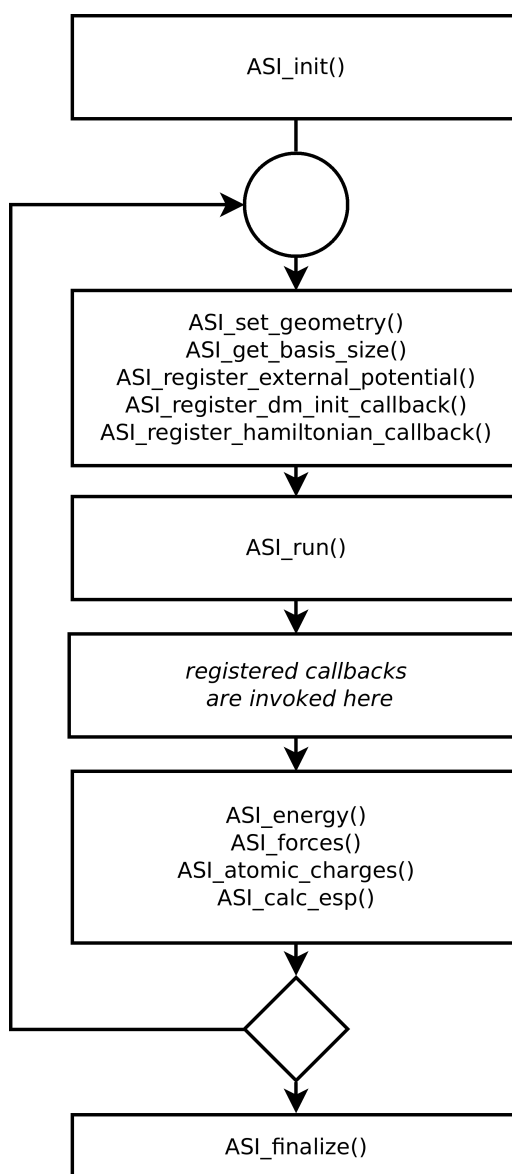 ASI_init()
ASI_set_geometry()
ASI_get_basis_size()
ASI_register_external_potential()
ASI_register_dm_init_callback()
ASI_register_hamiltonian_callback()
ASI_run()
registered callbacks
are invoked here
ASI_energy()
ASI_forces()
ASI_atomic_charges()
ASI_calc_esp()
ASI_finalize()